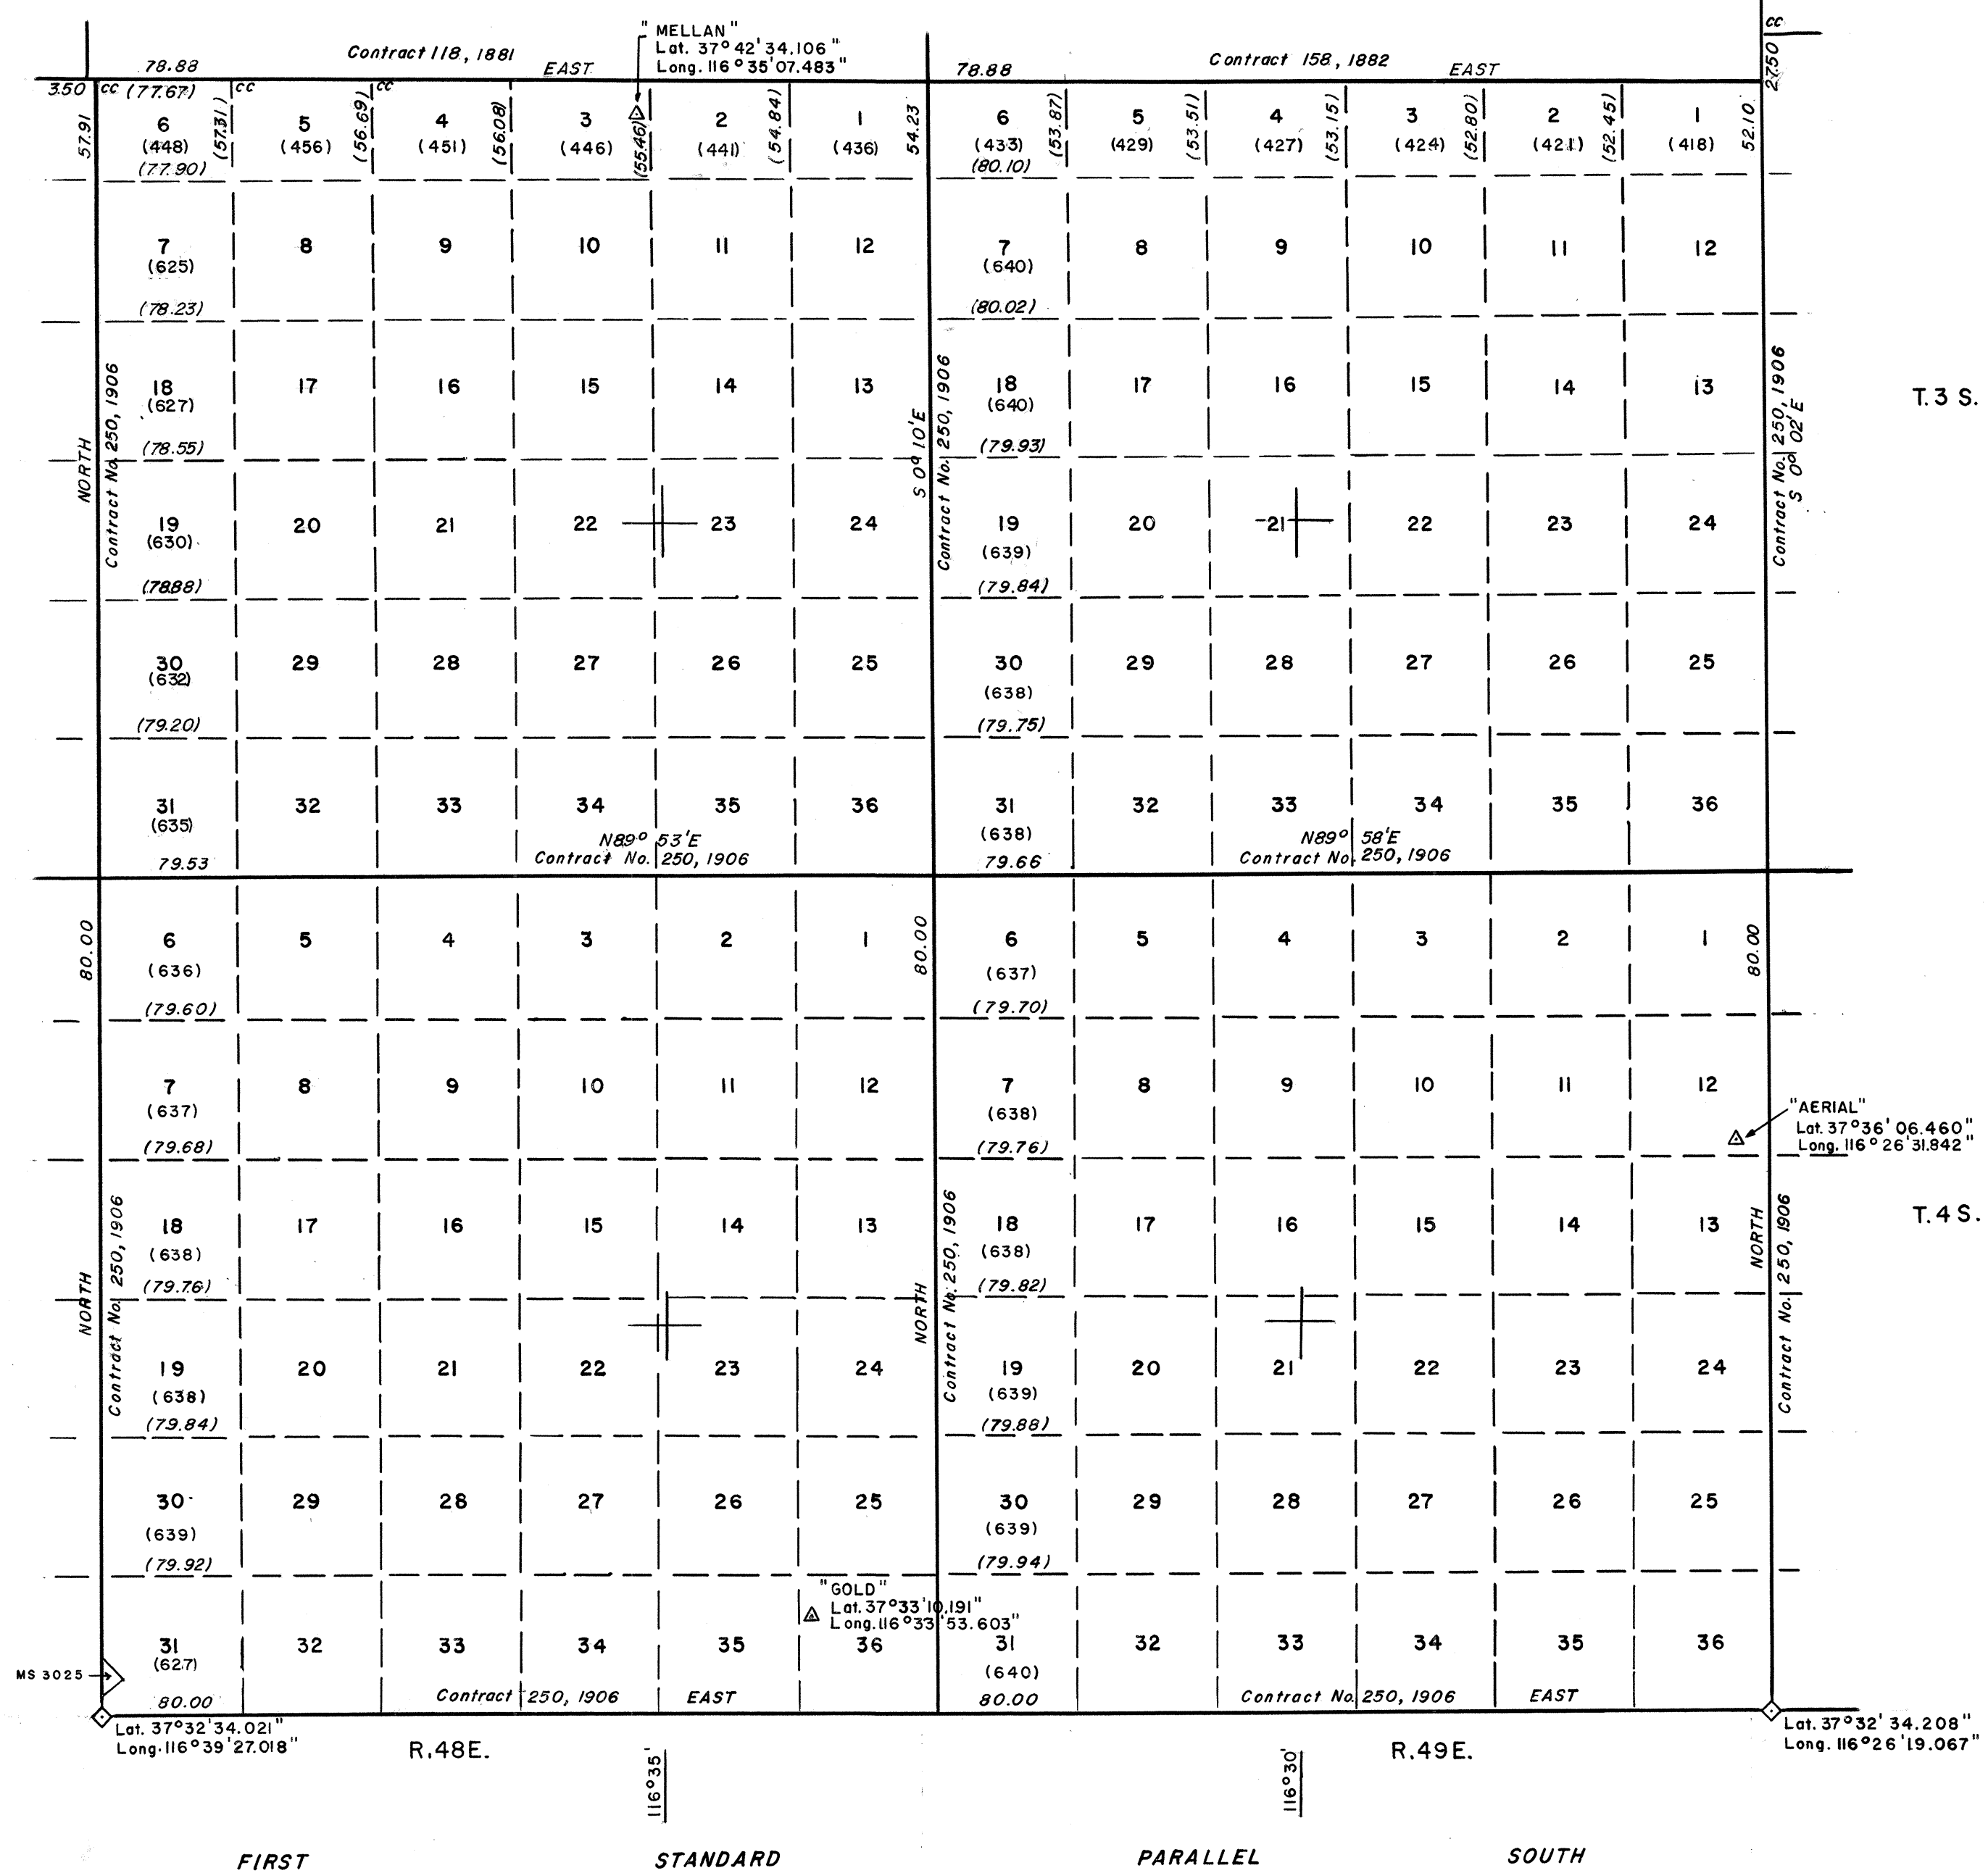 "MELLAN"
Lat. 37° 42' 34.106"
Long. 116° 35' 07.483"
Contract 118, 1881
EAST
78.88
Contract 158, 1882
EAST
78.88
CC
27.50
3.50
CC (77.67) CC CC
57.91
6 (57.31) 5 (56.69) 4 (56.08) 3 (55.46) 2 (54.84) 1 54.23
(448) (456) (451) (446) (441) (436)
(77.90)
6 (53.87) 5 (53.51) 4 (53.15) 3 (52.80) 2 (52.45) 1 52.10
(433) (429) (427) (424) (421) (418)
(80.10)
7 8 9 10 11 12 7 8 9 10 11 12
(625) (640)
(78.23) (80.02)
18 17 16 15 14 13 18 17 16 15 14 13
(627) (640)
(78.55) (79.93)
T. 3 S.
NORTH
Contract No. 250, 1906
S 0° 10' E
Contract No. 250, 1906
Contract No. 250, 1906
S 0° 02' E
19 20 21 22 23 24 19 20 21 22 23 24
(630) (639)
(78.88) (79.84)
30 29 28 27 26 25 30 29 28 27 26 25
(632) (638)
(79.20) (79.75)
31 32 33 34 35 36 31 32 33 34 35 36
(635) (638)
N89° 53'E N89° 58'E
79.53 Contract No. 250, 1906 79.66 Contract No. 250, 1906
80.00 80.00 80.00
6 5 4 3 2 1 6 5 4 3 2 1
(636) (637)
(79.60) (79.70)
7 8 9 10 11 12 7 8 9 10 11 12
(637) (638)
(79.68) (79.76)
"AERIAL"
Lat. 37° 36' 06.460"
Long. 116° 26' 31.842"
18 17 16 15 14 13 18 17 16 15 14 13
(638) (638)
(79.76) (79.82)
T. 4 S.
NORTH
Contract No. 250, 1906
NORTH
Contract No. 250, 1906
NORTH
Contract No. 250, 1906
19 20 21 22 23 24 19 20 21 22 23 24
(638) (639)
(79.84) (79.88)
30 29 28 27 26 25 30 29 28 27 26 25
(639) (639)
(79.92) (79.94)
"GOLD"
Lat. 37° 33' 10.191"
Long. 116° 33' 53.603"
31 32 33 34 35 36 31 32 33 34 35 36
(627) (640)
MS 3025
80.00 Contract 250, 1906 EAST 80.00 Contract No. 250, 1906 EAST
Lat. 37° 32' 34.021"
Long. 116° 39' 27.018"
Lat. 37° 32' 34.208"
Long. 116° 26' 19.067"
R. 48 E. R. 49 E.
116° 35' 116° 30'
FIRST STANDARD PARALLEL SOUTH